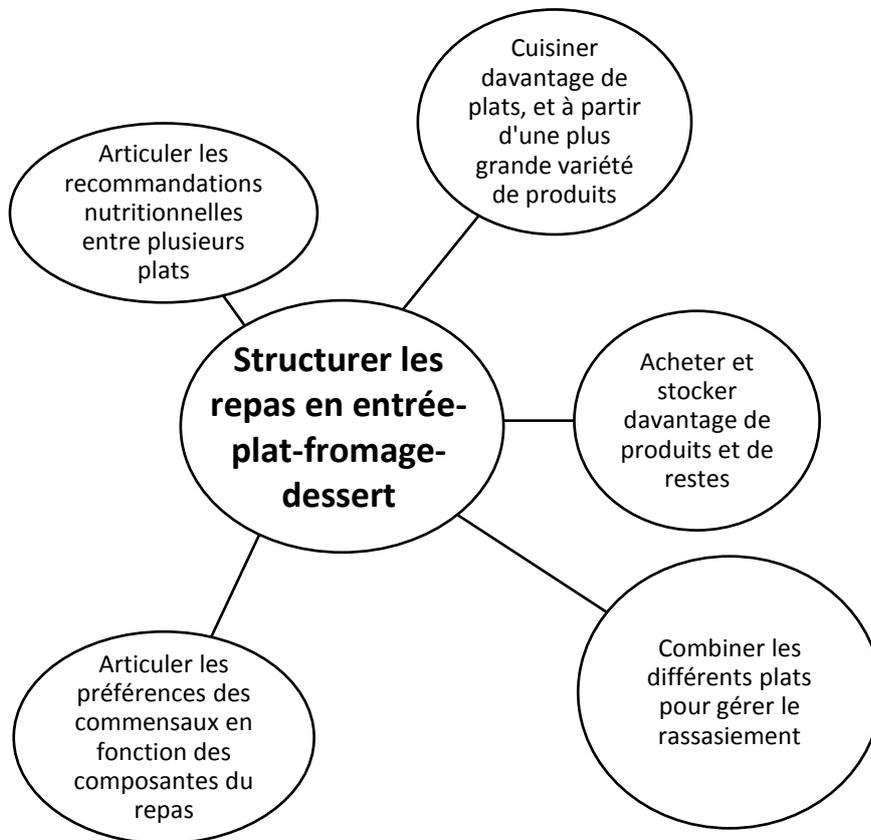 Cuisiner
davantage de
plats, et à partir
d'une plus
grande variété
de produits
Articuler les
recommandations
nutritionnelles
entre plusieurs
plats
Structurer les
repas en entrée-
plat-fromage-
dessert
Acheter et
stocker
davantage de
produits et de
restes
Combiner les
différents plats
pour gérer le
rassasiement
Articuler les
préférences des
commensaux en
fonction des
composantes du
repas